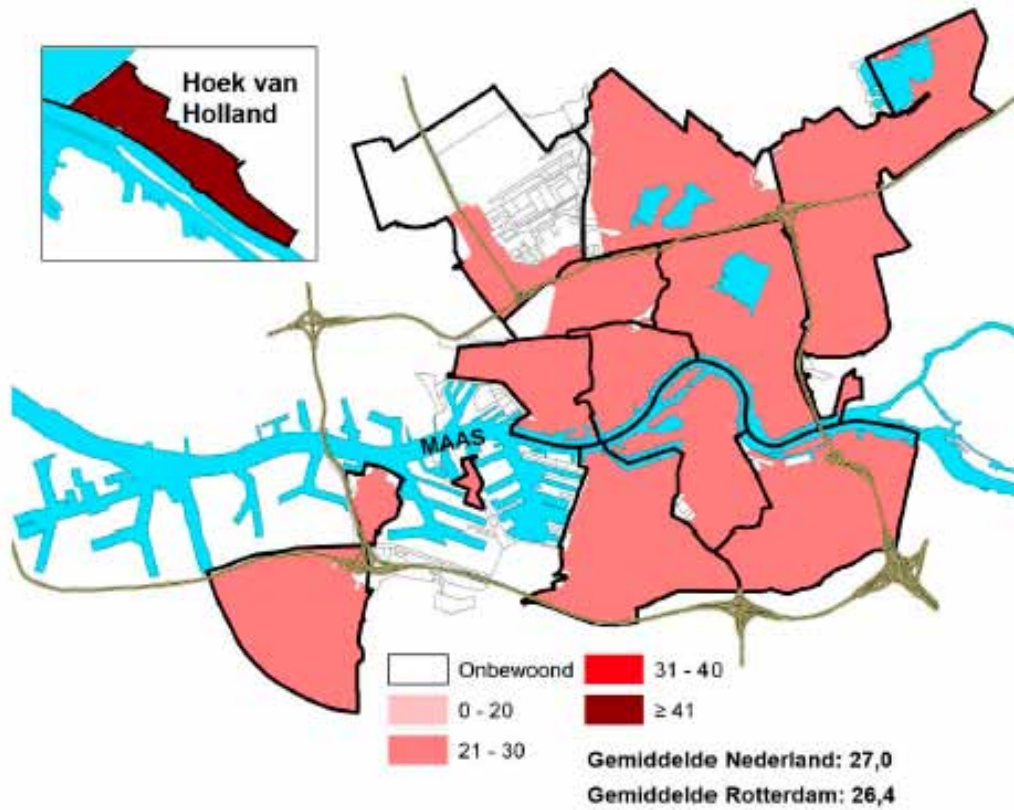 Hoek van
Holland
MAAS
Onbewoond
0 - 20
21 - 30
31 - 40
≥ 41
Gemiddelde Nederland: 27,0
Gemiddelde Rotterdam: 26,4